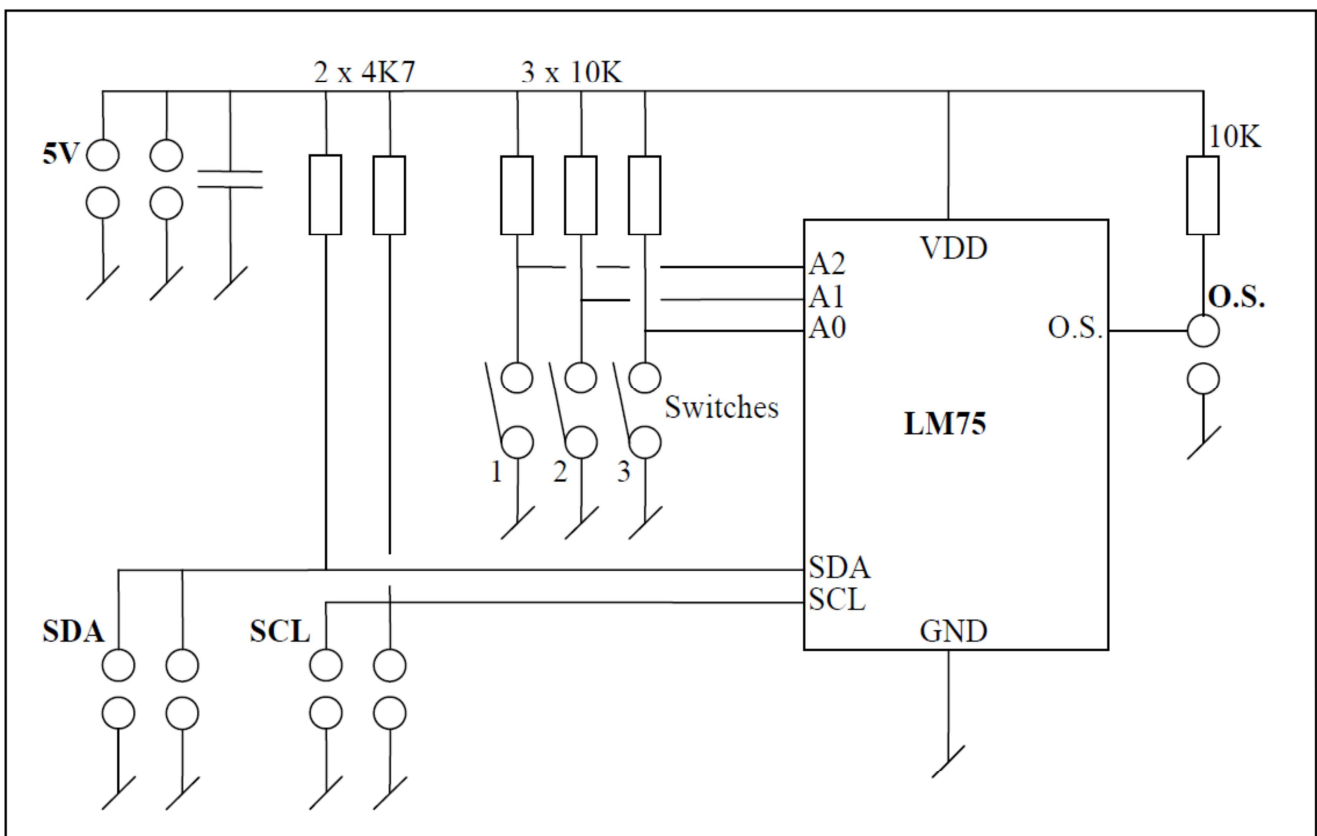 2 x 4K7
3 x 10K
5V
10K
VDD
A2
A1
A0
O.S.
O.S.
Switches
LM75
1
2
3
SDA
SCL
SDA
SCL
GND